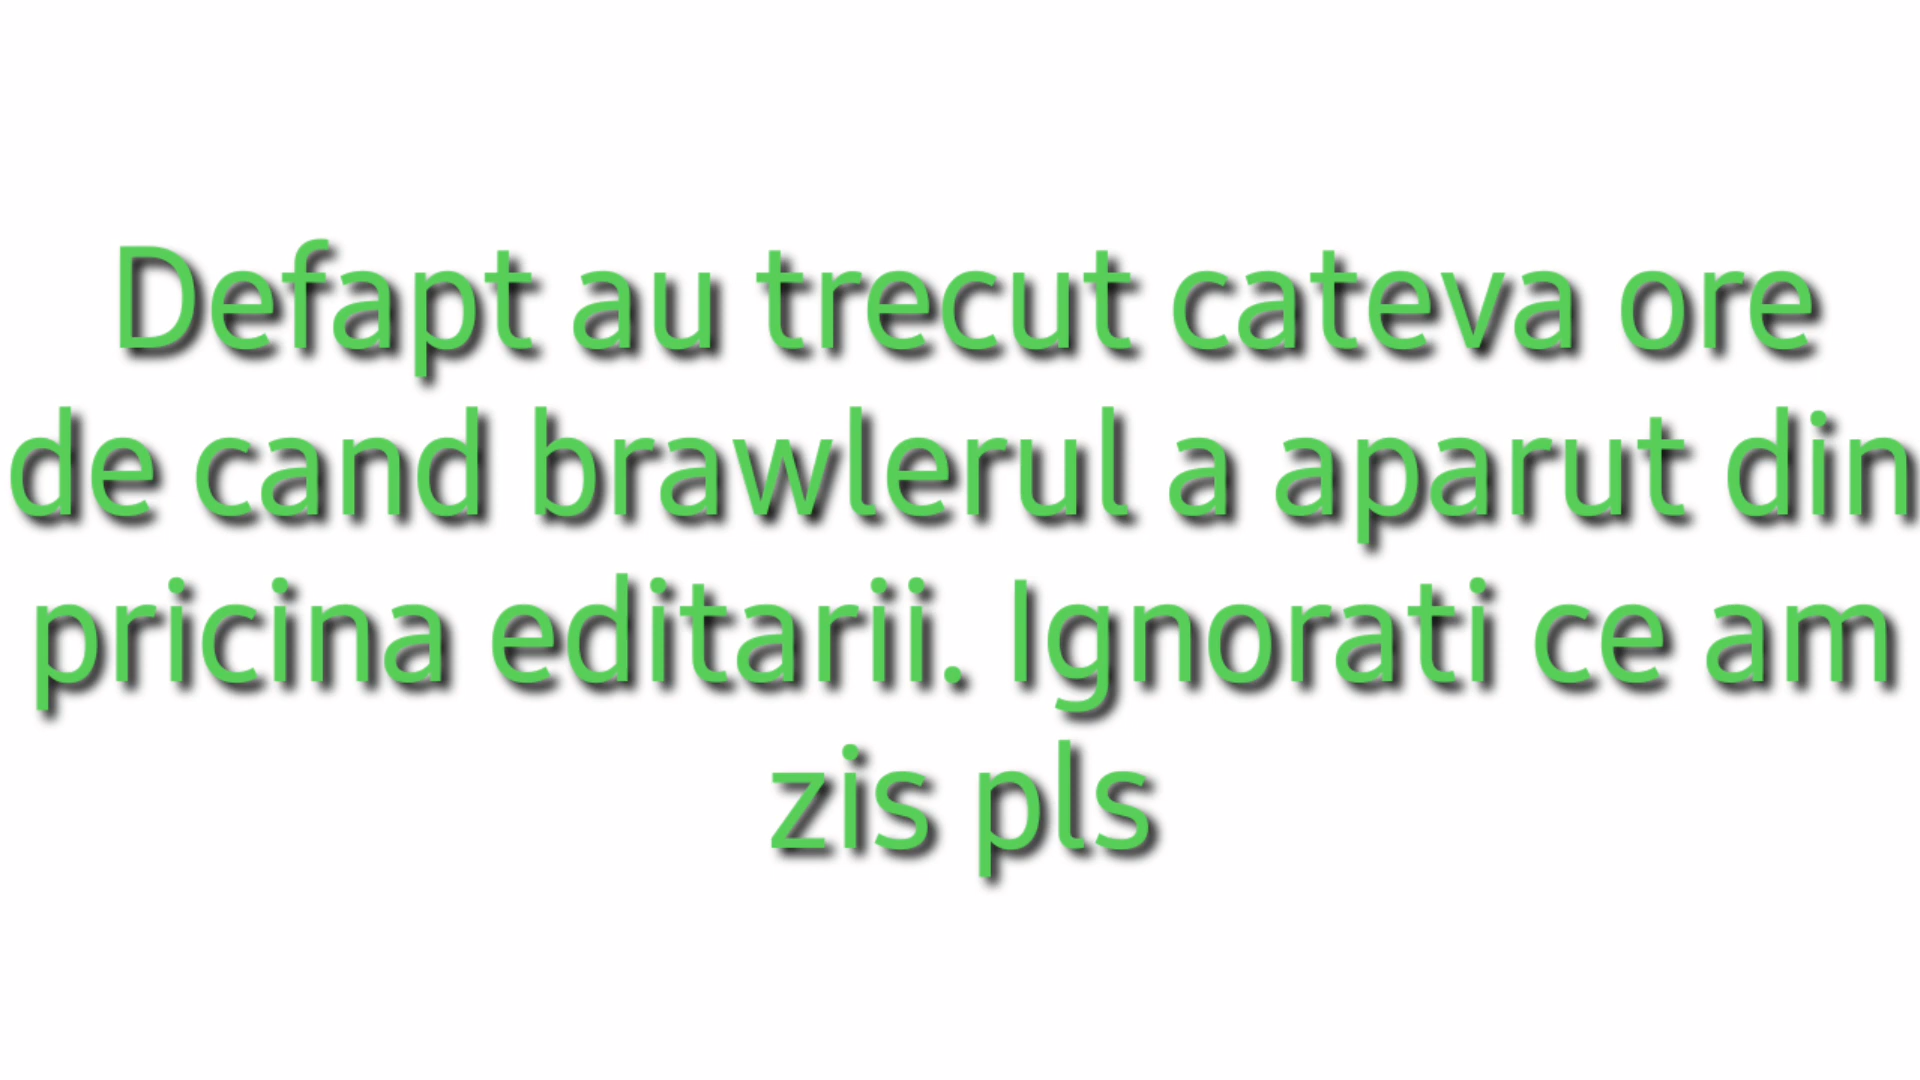 Defapt au trecut cateva ore
de cand brawlerul a aparut din
pricina editarii. Ignorati ce am
zis pls